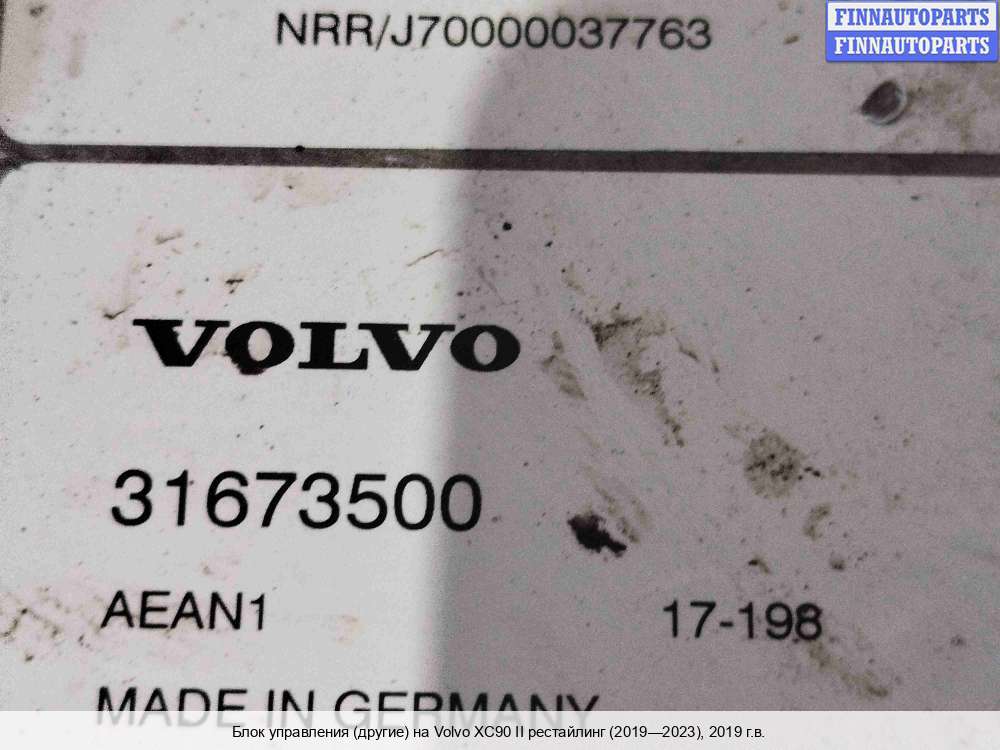 NRR/J70000037763
FINNAUTOPARTS
FINNAUTOPARTS
VOLVO
31673500
AEAN1 17-198
MADE IN GERMANY
Блок управления (другие) на Volvo XC90 II рестайлинг (2019—2023), 2019 г.в.